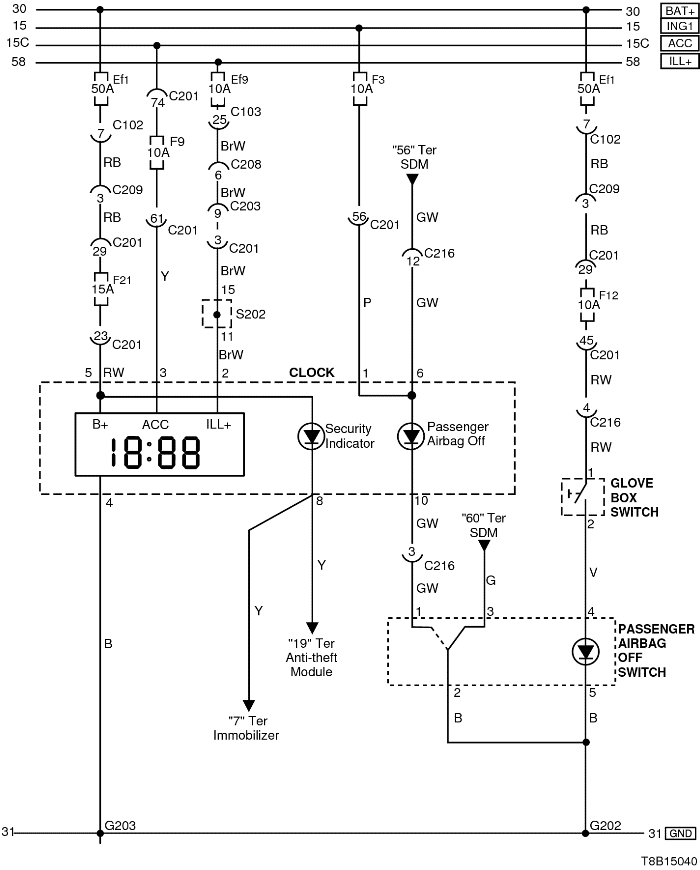 30 30 BAT+
15 15 ING1
15C 15C ACC
58 58 ILL+
Ef1 Ef9 F3 Ef1
50A 10A 10A 50A
C201
74
C103
25
C102
7
7
C102
F9
10A
BrW
"56" Ter
SDM
RB
C208
6
RB
BrW
C209
3
C209
3
C203
9
GW
RB
61
C201
56
C201
RB
C201
29
3
C201
C216
12
C201
29
Y
BrW
F21
15A
15
F12
10A
S202
P
GW
23
C201
11
45
C201
BrW
5 RW 3 2 CLOCK 1 6
RW
4
C216
B+ ACC ILL+
18:88
Security
Indicator
Passenger
Airbag Off
RW
1
GLOVE
BOX
SWITCH
4 8 10
2
GW
"60" Ter
SDM
3
C216
Y
G
V
GW
Y
1 3 4
B
"19" Ter
Anti-theft
Module
PASSENGER
AIRBAG
OFF
SWITCH
2 5
"7" Ter
Immobilizer
B B
31 G203 G202 31 GND
T8B15040